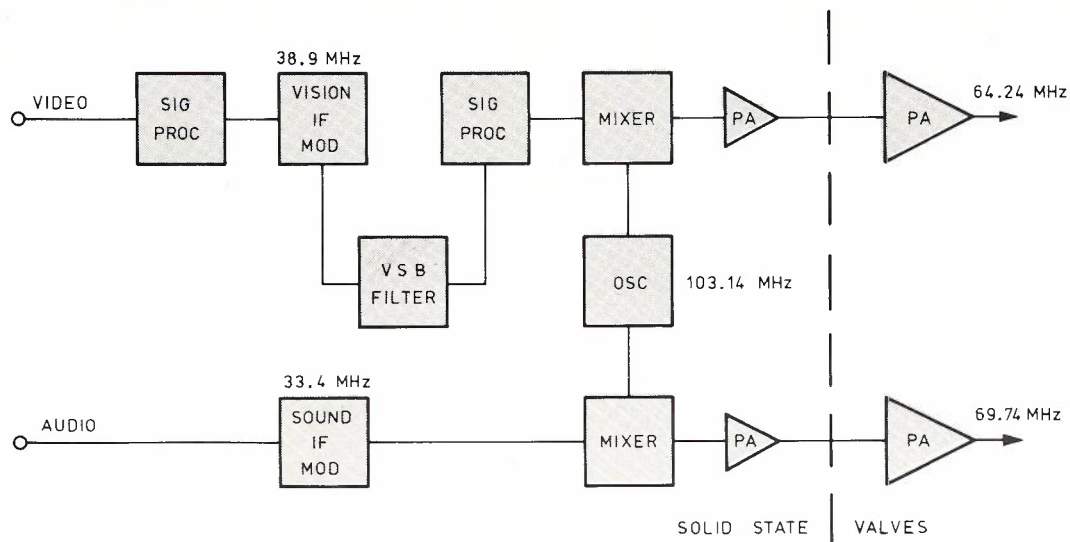 38.9 MHz
VIDEO
SIG
PROC
VISION
IF
MOD
SIG
PROC
MIXER
PA
PA
64.24 MHz
VSB
FILTER
OSC
103.14 MHz
33.4 MHz
AUDIO
SOUND
IF
MOD
MIXER
PA
PA
69.74 MHz
SOLID STATE
VALVES